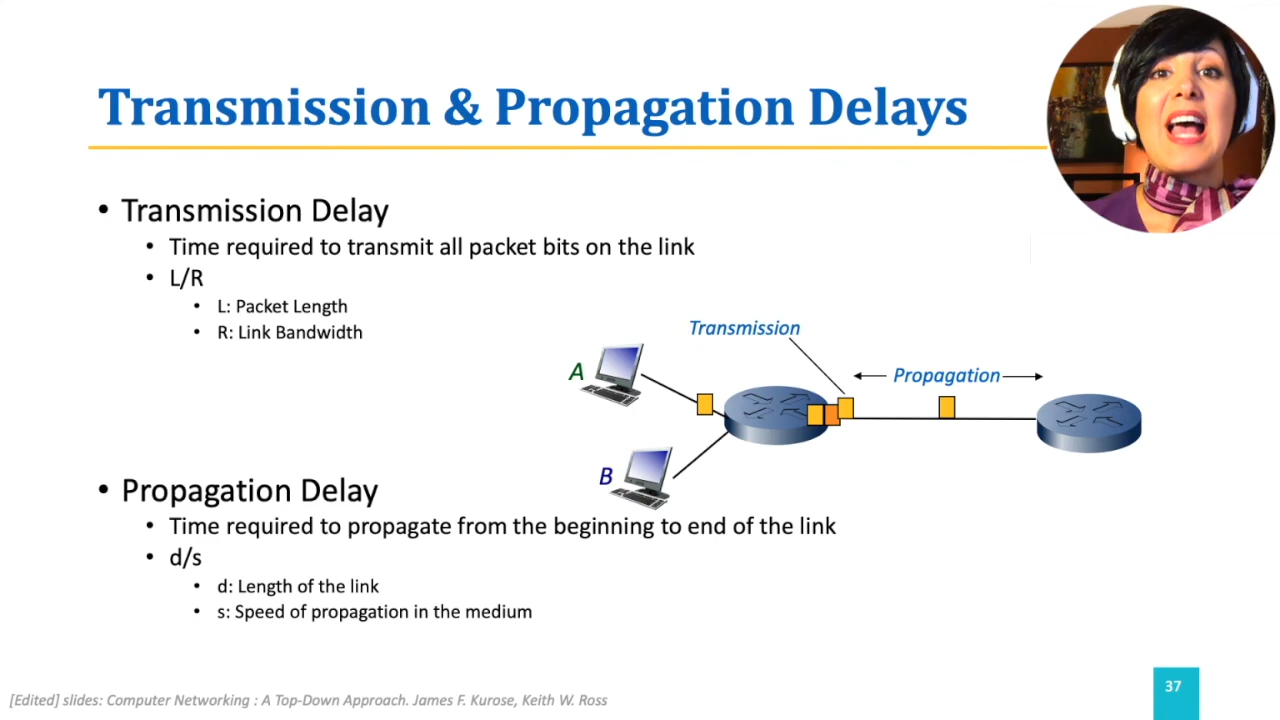 Transmission & Propagation Delays
• Transmission Delay
• Time required to transmit all packet bits on the link
• L/R
• L: Packet Length
• R: Link Bandwidth
Transmission
Propagation
A
B
• Propagation Delay
• Time required to propagate from the beginning to end of the link
• d/s
• d: Length of the link
• s: Speed of propagation in the medium
[Edited] slides: Computer Networking : A Top-Down Approach. James F. Kurose, Keith W. Ross
37